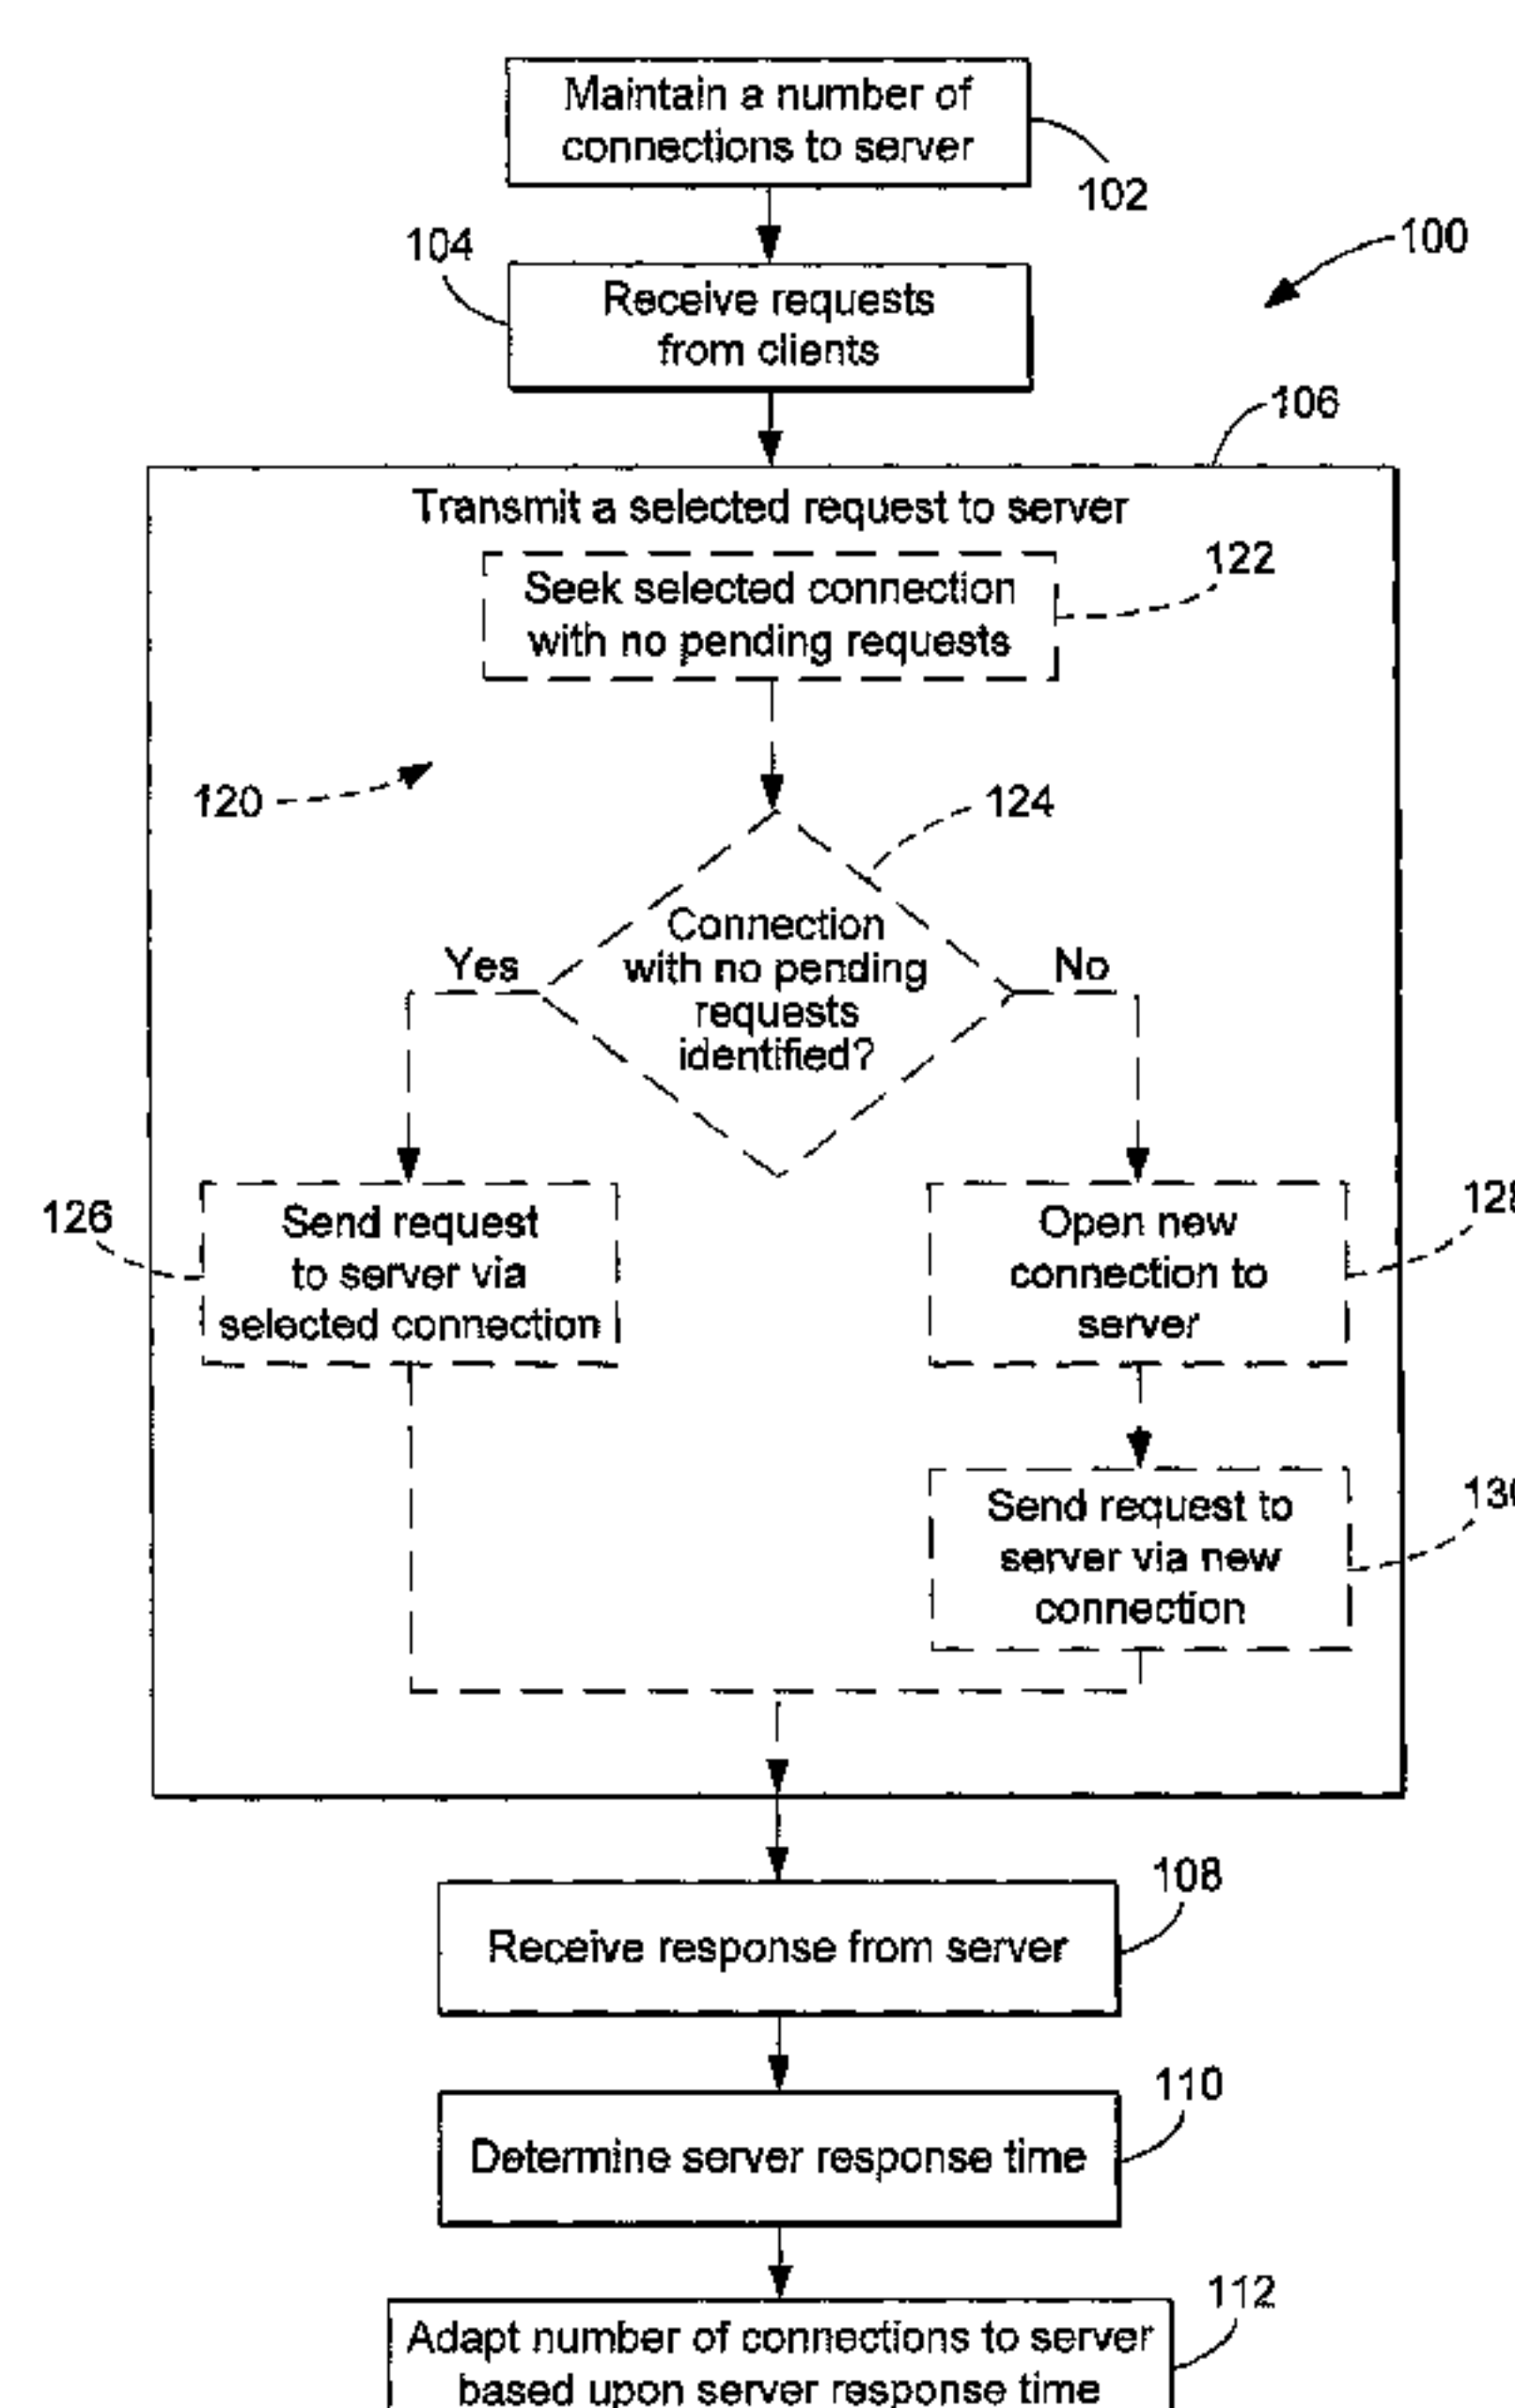 Maintain a number of
connections to server
102
100
104
Receive requests
from clients
106
Transmit a selected request to server
122
Seek selected connection
with no pending requests
120
124
Connection
with no pending
requests
identified?
Yes
No
126
Send request
to server via
selected connection
Open new
connection to
server
128
Send request to
server via new
connection
130
108
Receive response from server
110
Determine server response time
112
Adapt number of connections to server
based upon server response time